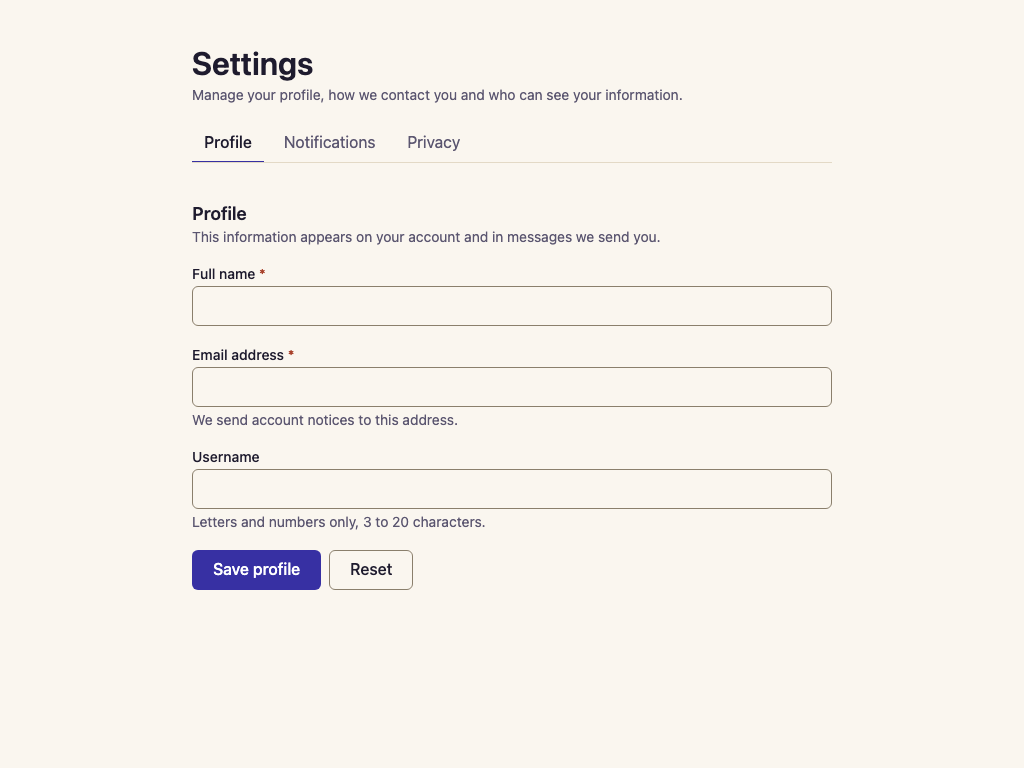 Settings
Manage your profile, how we contact you and who can see your information.
Profile Notifications Privacy
Profile
This information appears on your account and in messages we send you.
Full name *
Email address *
We send account notices to this address.
Username
Letters and numbers only, 3 to 20 characters.
Save profile Reset